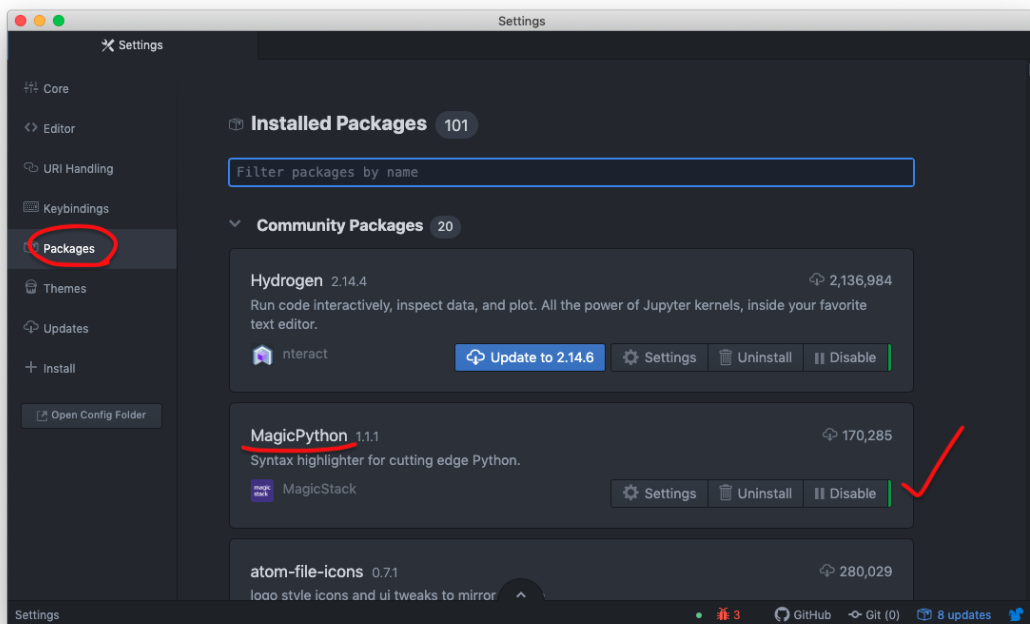 Settings
Settings
Core
Editor
URI Handling
Keybindings
Packages
Themes
Updates
Install
Open Config Folder
Installed Packages 101
Filter packages by name
Community Packages 20
Hydrogen 2.14.4 2,136,984
Run code interactively, inspect data, and plot. All the power of Jupyter kernels, inside your favorite
text editor.
nteract Update to 2.14.6 Settings Uninstall Disable
MagicPython 1.1.1 170,285
Syntax highlighter for cutting edge Python.
magic
stack
MagicStack Settings Uninstall Disable
atom-file-icons 0.7.1 280,029
logo style icons and ui tweaks to mirror
Settings 3 GitHub Git (0) 8 updates